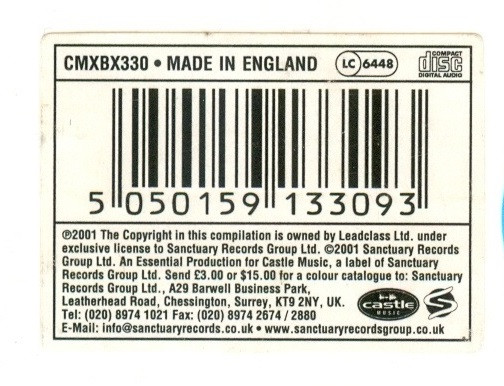 CMXBX330 • MADE IN ENGLAND LC 6448 COMPACT disc DIGITAL AUDIO
5 050159 133093
℗2001 The Copyright in this compilation is owned by Leadclass Ltd. under
exclusive license to Sanctuary Records Group Ltd. ©2001 Sanctuary Records
Group Ltd. An Essential Production for Castle Music, a label of Sanctuary
Records Group Ltd. Send £3.00 or $15.00 for a colour catalogue to: Sanctuary
Records Group Ltd., A29 Barwell Business Park,
Leatherhead Road, Chessington, Surrey, KT9 2NY, UK.
Tel: (020) 8974 1021 Fax: (020) 8974 2674 / 2880
E-Mail: info@sanctuaryrecords.co.uk • www.sanctuaryrecordsgroup.co.uk
castle
MUSIC